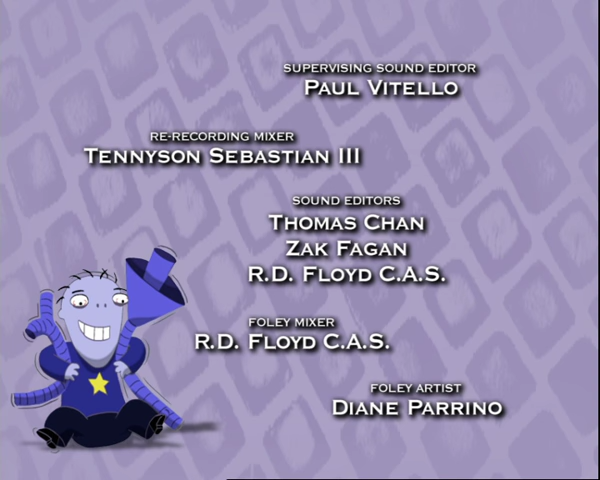 SUPERVISING SOUND EDITOR
PAUL VITELLO
RE-RECORDING MIXER
TENNYSON SEBASTIAN III
SOUND EDITORS
THOMAS CHAN
ZAK FAGAN
R.D. FLOYD C.A.S.
FOLEY MIXER
R.D. FLOYD C.A.S.
FOLEY ARTIST
DIANE PARRINO